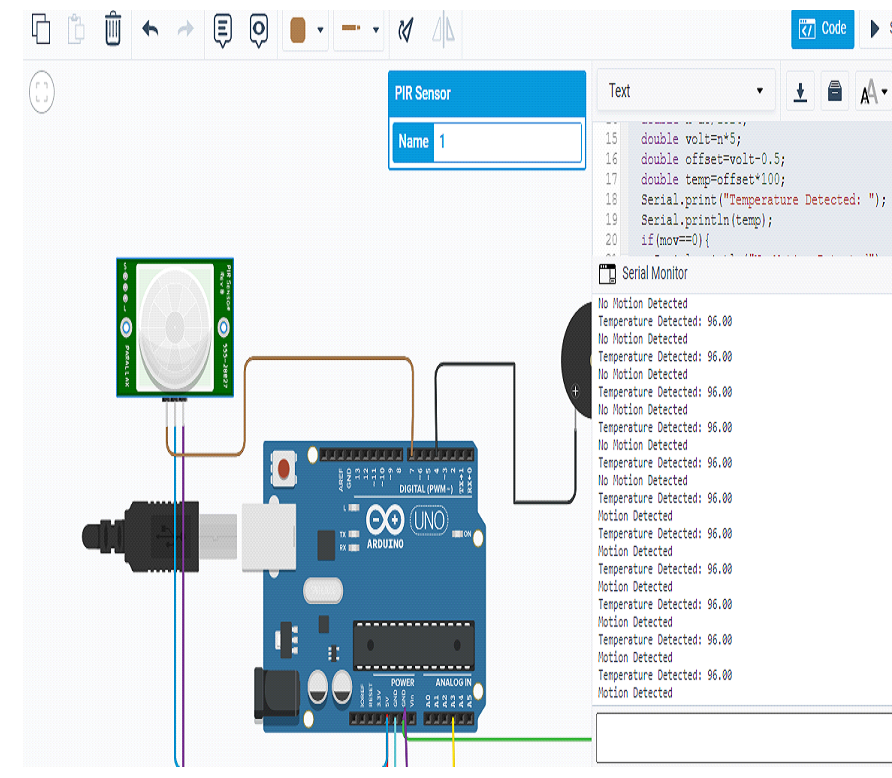 Code
PIR Sensor
Name 1
Text
15 double volt=n*5;
16 double offset=volt-0.5;
17 double temp=offset*100;
18 Serial.print("Temperature Detected: ");
19 Serial.println(temp);
20 if(mov==0){
Serial Monitor
No Motion Detected
Temperature Detected: 96.00
No Motion Detected
Temperature Detected: 96.00
No Motion Detected
Temperature Detected: 96.00
No Motion Detected
Temperature Detected: 96.00
No Motion Detected
Temperature Detected: 96.00
No Motion Detected
Temperature Detected: 96.00
Motion Detected
Temperature Detected: 96.00
Motion Detected
Temperature Detected: 96.00
Motion Detected
Temperature Detected: 96.00
Motion Detected
Temperature Detected: 96.00
Motion Detected
Temperature Detected: 96.00
Motion Detected
PIR Sensor
Rev B
555-28027
PARALLAX
AREF
GND
13
12
~11
~10
~9
8
7
~6
~5
4
~3
2
TX→1
RX←0
DIGITAL (PWM~)
L
TX
RX
ARDUINO
UNO
ON
POWER
ANALOG IN
IOREF
RESET
3.3V
5V
GND
GND
Vin
A0
A1
A2
A3
A4
A5